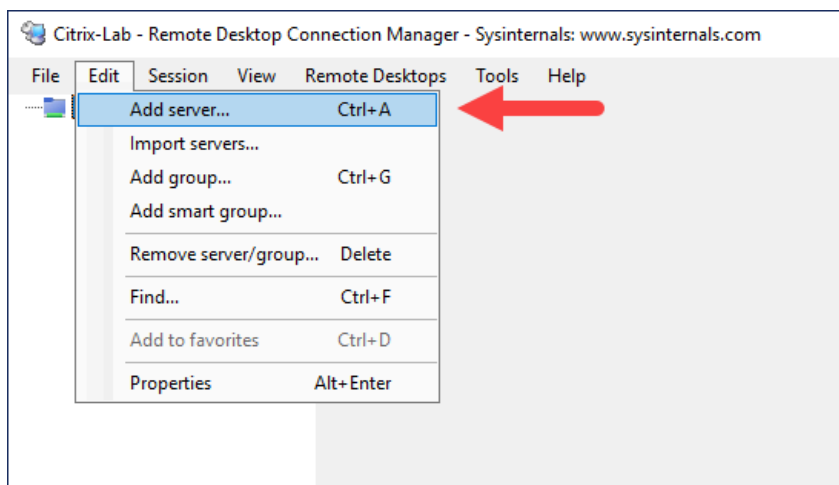 Citrix-Lab - Remote Desktop Connection Manager - Sysinternals: www.sysinternals.com
File Edit Session View Remote Desktops Tools Help
Add server... Ctrl+A
Import servers...
Add group... Ctrl+G
Add smart group...
Remove server/group... Delete
Find... Ctrl+F
Add to favorites Ctrl+D
Properties Alt+Enter